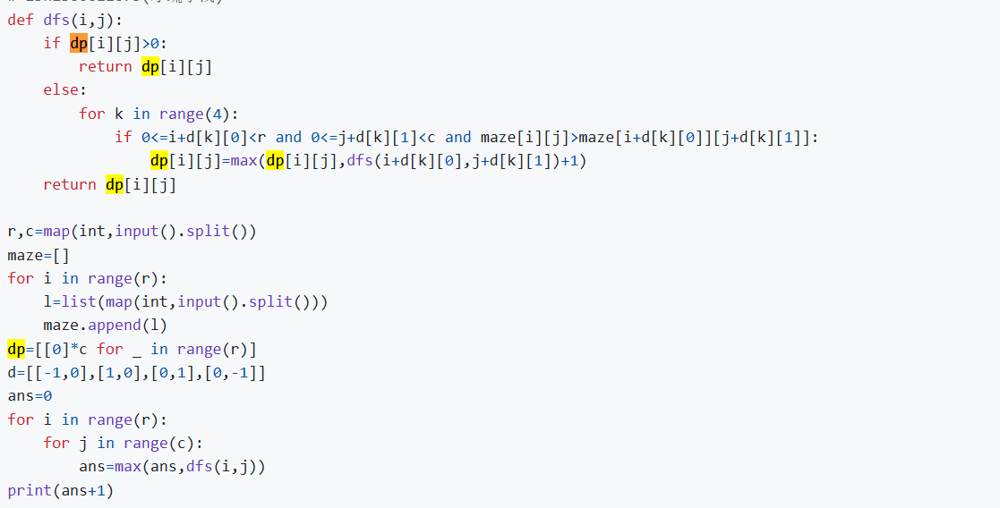 def dfs(i,j):
    if dp[i][j]>0:
        return dp[i][j]
    else:
        for k in range(4):
            if 0<=i+d[k][0]<r and 0<=j+d[k][1]<c and maze[i][j]>maze[i+d[k][0]][j+d[k][1]]:
                dp[i][j]=max(dp[i][j],dfs(i+d[k][0],j+d[k][1])+1)
    return dp[i][j]

r,c=map(int,input().split())
maze=[]
for i in range(r):
    l=list(map(int,input().split()))
    maze.append(l)
dp=[[0]*c for _ in range(r)]
d=[[-1,0],[1,0],[0,1],[0,-1]]
ans=0
for i in range(r):
    for j in range(c):
        ans=max(ans,dfs(i,j))
print(ans+1)